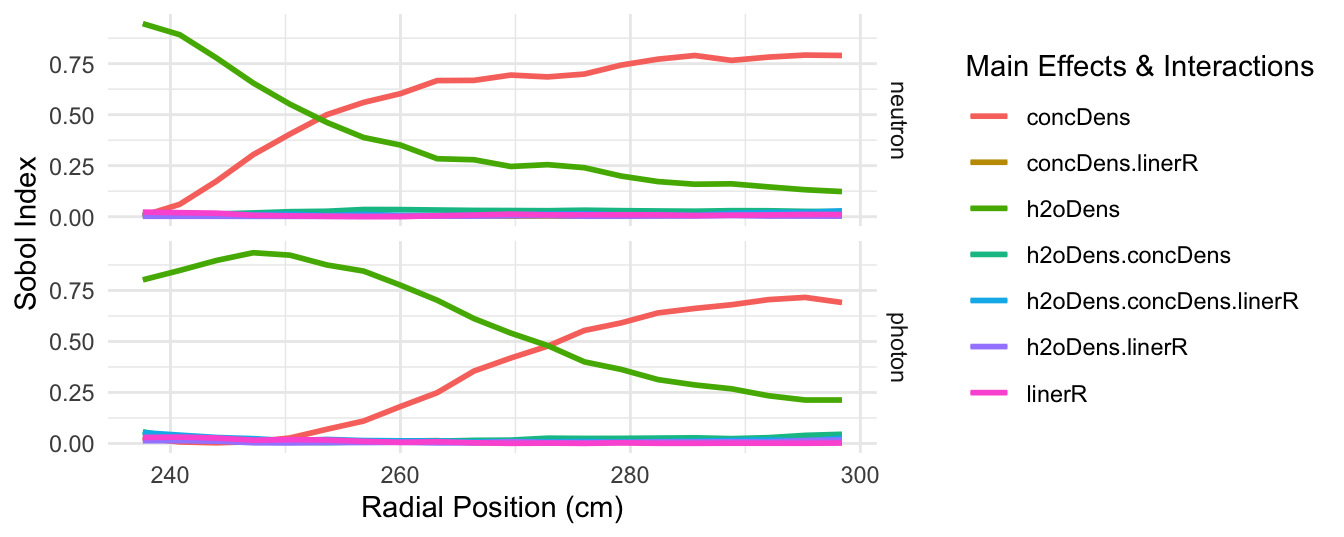 Sobol Index
0.75
0.50
0.25
0.00
neutron
0.75
0.50
0.25
0.00
photon
240
260
280
300
Radial Position (cm)
Main Effects & Interactions
concDens
concDens.linerR
h2oDens
h2oDens.concDens
h2oDens.concDens.linerR
h2oDens.linerR
linerR